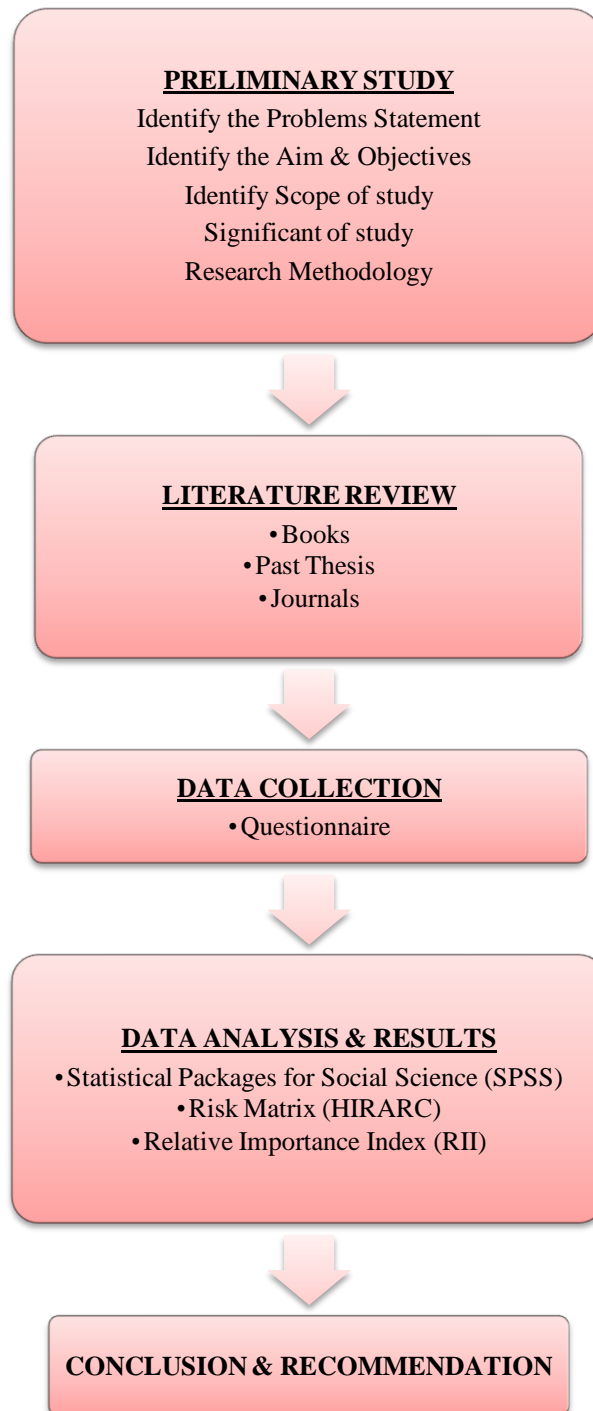 PRELIMINARY STUDY
Identify the Problems Statement
Identify the Aim & Objectives
Identify Scope of study
Significant of study
Research Methodology
LITERATURE REVIEW
• Books
• Past Thesis
• Journals
DATA COLLECTION
• Questionnaire
DATA ANALYSIS & RESULTS
• Statistical Packages for Social Science (SPSS)
• Risk Matrix (HIRARC)
• Relative Importance Index (RII)
CONCLUSION & RECOMMENDATION